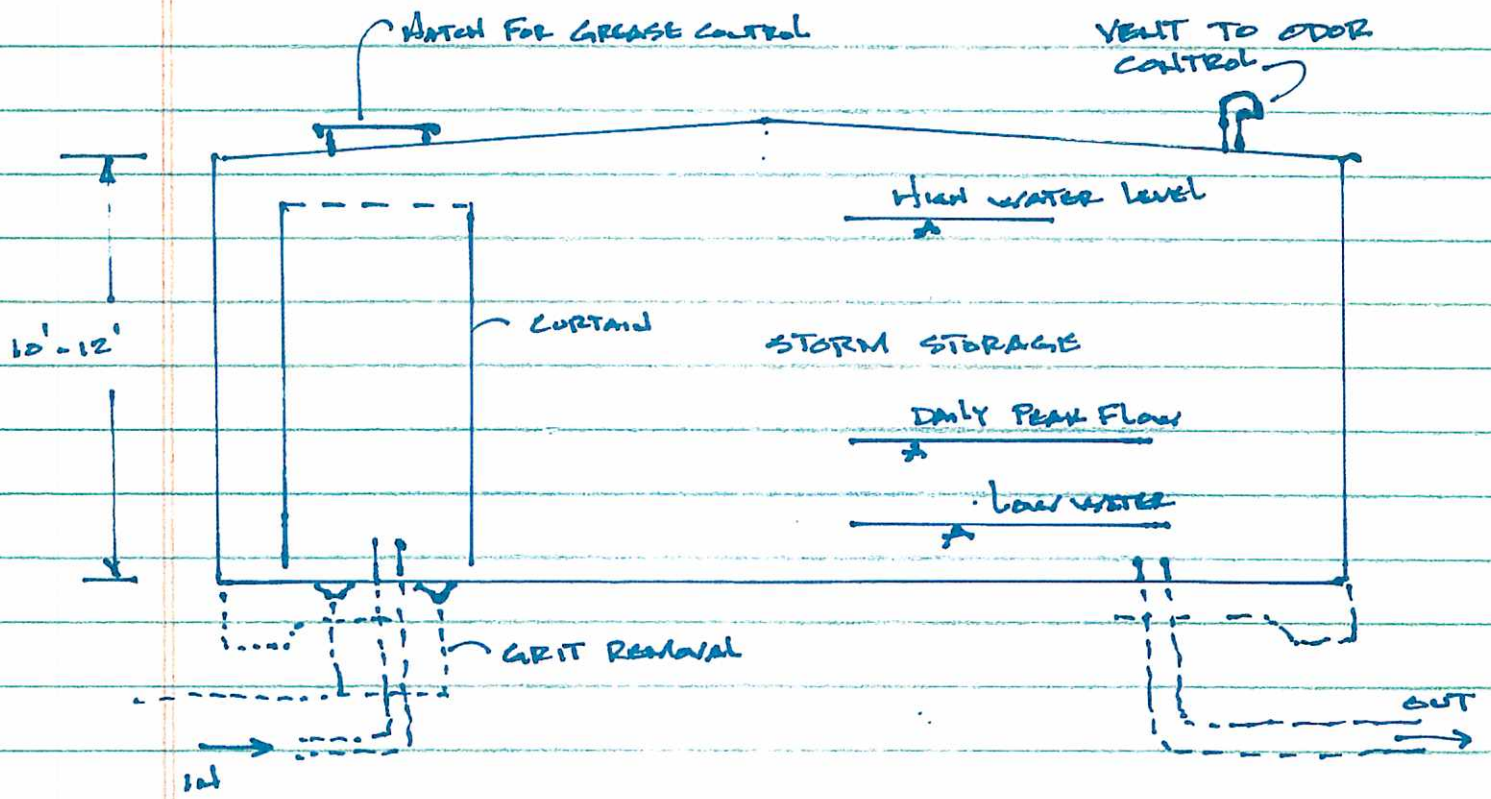 HATCH FOR GREASE CONTROL
VENT TO ODOR
CONTROL
HIGH WATER LEVEL
CURTAIN
10'-12'
STORM STORAGE
DAILY PEAK FLOW
LOW WATER
GRIT REMOVAL
OUT
IN